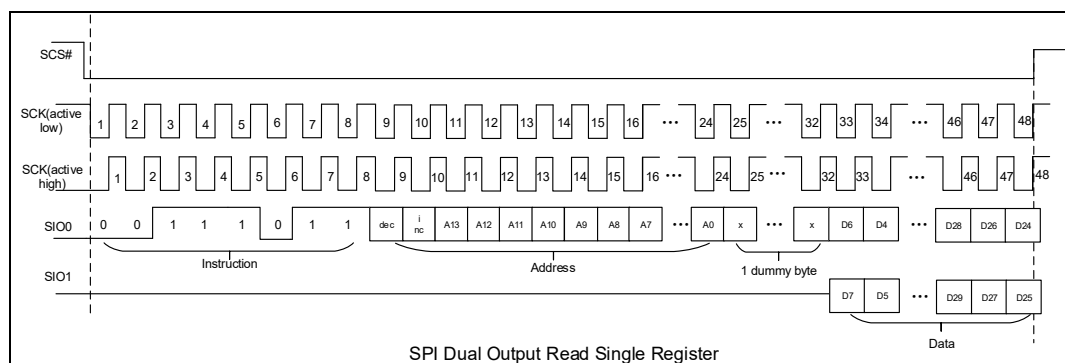 SCS#
SCK(active low) 1 2 3 4 5 6 7 8 9 10 11 12 13 14 15 16 ••• 24 25 ••• 32 33 34 ••• 46 47 48
SCK(active high) 1 2 3 4 5 6 7 8 9 10 11 12 13 14 15 16 ••• 24 25 ••• 32 33 ••• 46 47 48
SIO0 0 0 1 1 1 0 1 1 dec inc A13 A12 A11 A10 A9 A8 A7 ••• A0 x ••• x D6 D4 ••• D28 D26 D24
Instruction Address 1 dummy byte
SIO1 D7 D5 ••• D29 D27 D25
Data
SPI Dual Output Read Single Register